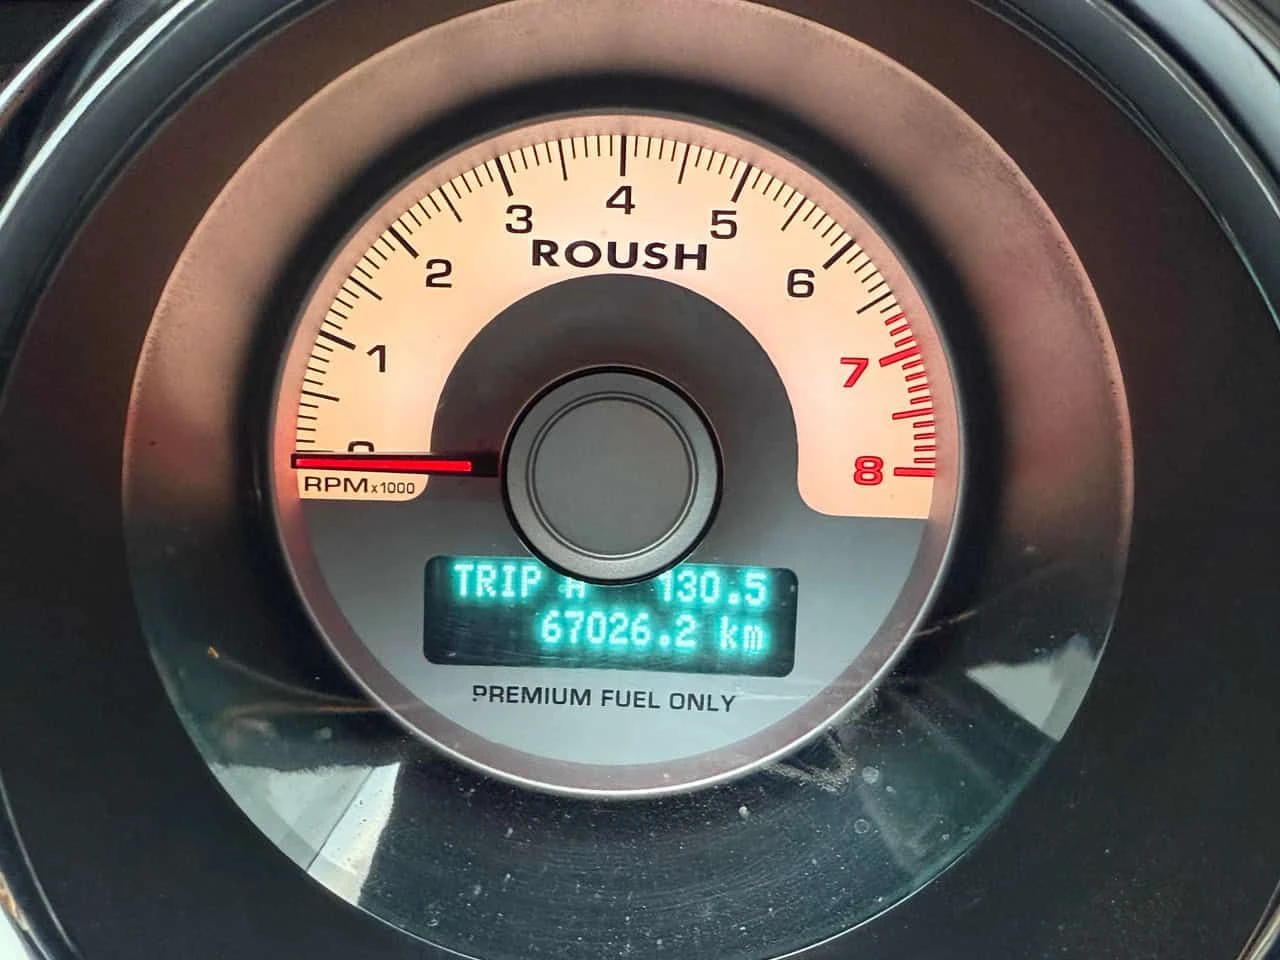 4
3
5
ROUSH
2
6
1
7
0
8
RPMx1000
TRIP A 130.5
67026.2 km
PREMIUM FUEL ONLY